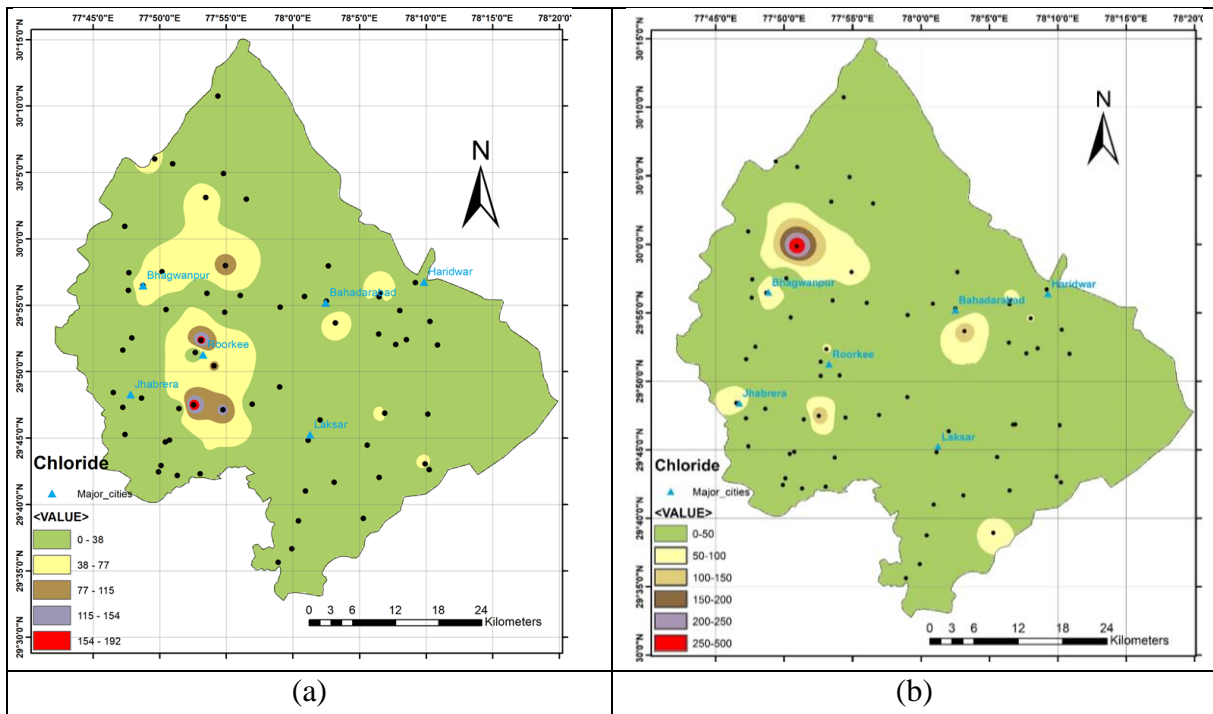 77°45'0"E 77°50'0"E 77°55'0"E 78°0'0"E 78°5'0"E 78°10'0"E 78°15'0"E 78°20'0"E
30°15'0"N
30°10'0"N
30°5'0"N
30°0'0"N
29°55'0"N
29°50'0"N
29°45'0"N
29°40'0"N
29°35'0"N
29°30'0"N
N
Haridwar
Bhagwanpur
Bahadarabad
Roorkee
Jhabrera
Laksar
Chloride
Major_cities
<VALUE>
0 - 38
38 - 77
77 - 115
115 - 154
154 - 192
0 3 6 12 18 24
Kilometers
(a)
77°45'0"E 77°50'0"E 77°55'0"E 78°0'0"E 78°5'0"E 78°10'0"E 78°15'0"E 78°20'0"
30°10'0"N
30°5'0"N
30°0'0"N
29°55'0"N
29°50'0"N
29°45'0"N
29°40'0"N
29°35'0"N
N
Haridwar
Bhagwanpur
Bahadarabad
Roorkee
Jhabrera
Laksar
Chloride
Major_cities
<VALUE>
0-50
50-100
100-150
150-200
200-250
250-500
0 3 6 12 18 24
Kilometers
(b)